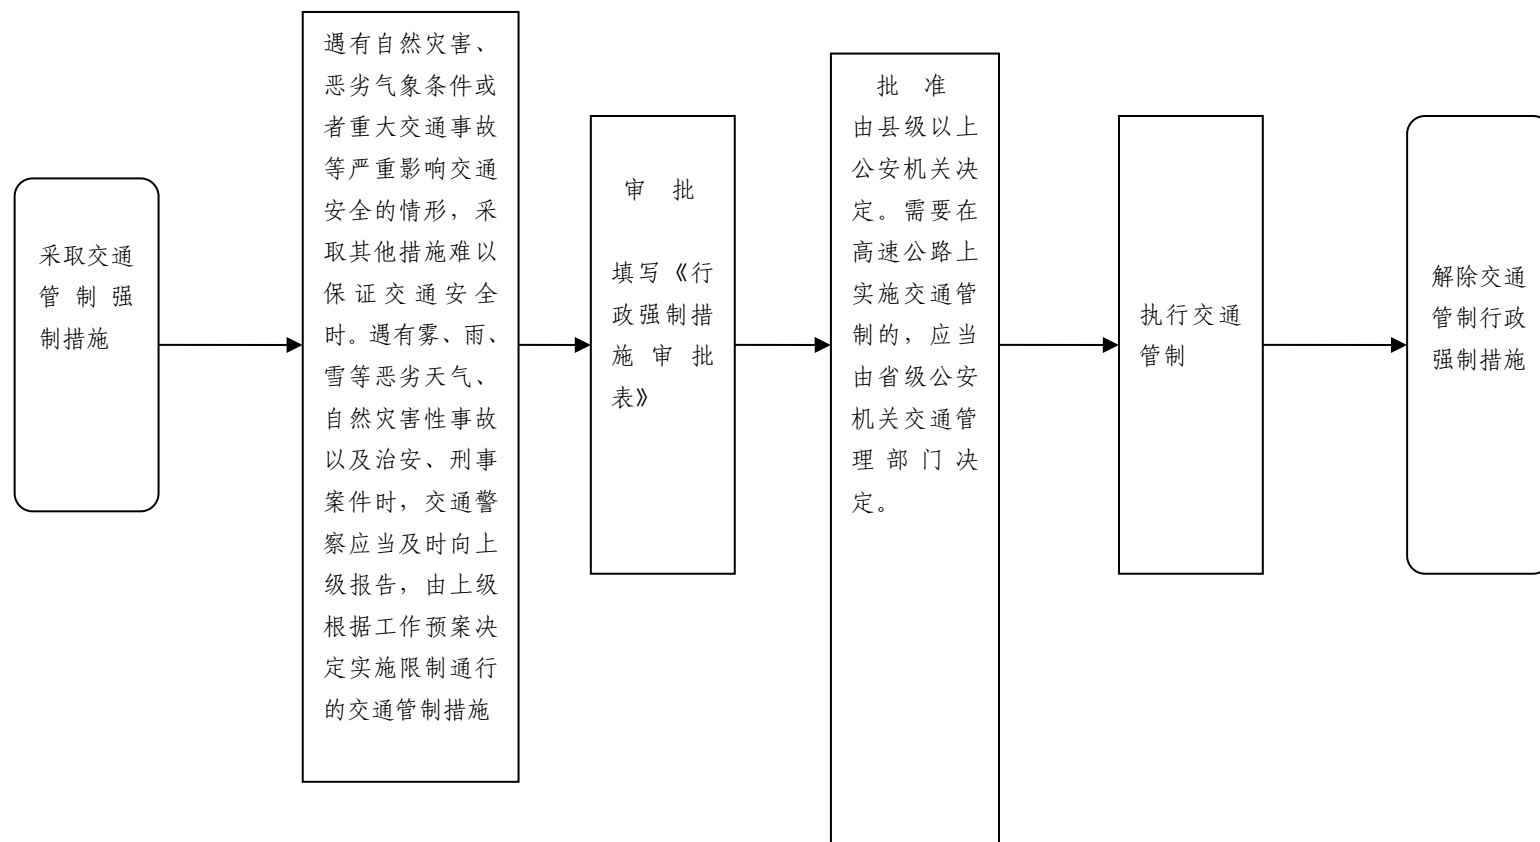 采取交通
管制强
制措施
遇有自然灾害、
恶劣气象条件或
者重大交通事故
等严重影响交通
安全的情形，采
取其他措施难以
保证交通安全
时。遇有雾、雨、
雪等恶劣天气、
自然灾害性事故
以及治安、刑事
案件时，交通警
察应当及时向上
级报告，由上级
根据工作预案决
定实施限制通行
的交通管制措施
审 批
填写《行
政强制措
施审批
表》
批 准
由县级以上
公安机关决
定。需要在
高速公路上
实施交通管
制的，应当
由省级公安
机关交通管
理部门决
定。
执行交通
管制
解除交通
管制行政
强制措施